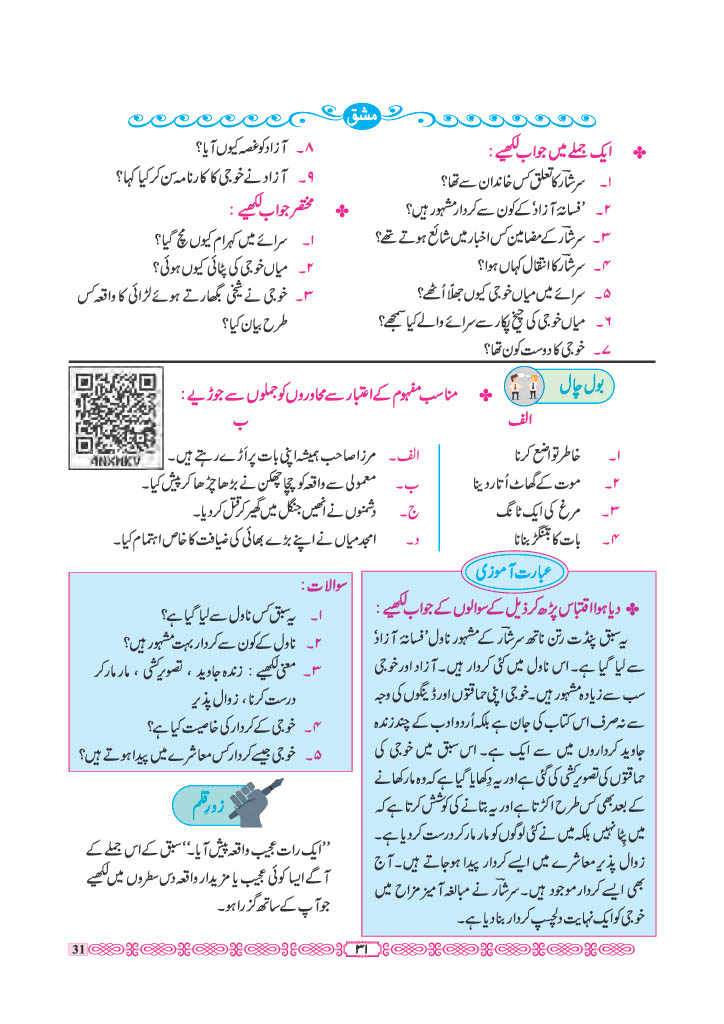 مشق
ایک جملے میں جواب لکھیے :
۱۔ سرشارؔ کا تعلق کس خاندان سے تھا؟
۲۔ 'فسانۂ آزاد' کے کون سے کردار مشہور ہیں؟
۳۔ سرشارؔ کے مضامین کس اخبار میں شائع ہوتے تھے؟
۴۔ سرشارؔ کا انتقال کہاں ہوا؟
۵۔ سرائے میں میاں خوجی کیوں جھلّا اُٹھے؟
۶۔ میاں خوجی کی چیخ پکار سے سرائے والے کیا سمجھے؟
۷۔ خوجی کا دوست کون تھا؟
۸۔ آزاد کو غصہ کیوں آیا؟
۹۔ آزاد نے خوجی کا کارنامہ سن کر کیا کہا؟
مختصر جواب لکھیے :
۱۔ سرائے میں کہرام کیوں مچ گیا؟
۲۔ میاں خوجی کی پٹائی کیوں ہوئی؟
۳۔ خوجی نے شیخی بگھارتے ہوئے لڑائی کا واقعہ کس
طرح بیان کیا؟
بول چال
مناسب مفہوم کے اعتبار سے محاوروں کو جملوں سے جوڑیے :
الف
۱۔ خاطر تواضع کرنا
۲۔ موت کے گھاٹ اُتار دینا
۳۔ مرغ کی ایک ٹانگ
۴۔ بات کا بتنگڑ بنانا
ب
الف۔ مرزا صاحب ہمیشہ اپنی بات پر اَڑے رہتے ہیں۔
ب۔ معمولی سے واقعہ کو چچا چھکن نے بڑھا چڑھا کر پیش کیا۔
ج۔ دشمنوں نے انھیں جنگل میں گھیر کر قتل کر دیا۔
د۔ امجد میاں نے اپنے بڑے بھائی کی ضیافت کا خاص اہتمام کیا۔
ANXWKV
عبارت آموزی
دیا ہوا اقتباس پڑھ کر ذیل کے سوالوں کے جواب لکھیے :
یہ سبق پنڈت رتن ناتھ سرشارؔ کے مشہور ناول 'فسانۂ آزاد'
سے لیا گیا ہے۔ اس ناول میں کئی کردار ہیں۔ آزاد اور خوجی
سب سے زیادہ مشہور ہیں۔ خوجی اپنی حماقتوں اور ڈینگوں کی وجہ
سے نہ صرف اس کتاب کی جان ہے بلکہ اُردو ادب کے چند زندہ
جاوید کرداروں میں سے ایک ہے۔ اس سبق میں خوجی کی
حماقتوں کی تصویر کشی کی گئی ہے اور یہ دِکھایا گیا ہے کہ وہ مار کھانے
کے بعد بھی کس طرح اکڑتا ہے اور یہ بتانے کی کوشش کرتا ہے کہ
میں پِٹا نہیں بلکہ میں نے کئی لوگوں کو مار مار کر درست کر دیا ہے۔
زوال پذیر معاشرے میں ایسے کردار پیدا ہو جاتے ہیں۔ آج
بھی ایسے کردار موجود ہیں۔ سرشارؔ نے مبالغہ آمیز مزاح میں
خوجی کو ایک نہایت دلچسپ کردار بنا دیا ہے۔
سوالات :
۱۔ یہ سبق کس ناول سے لیا گیا ہے؟
۲۔ ناول کے کون سے کردار بہت مشہور ہیں؟
۳۔ معنی لکھیے : زندہ جاوید ، تصویر کشی ، مار مار کر
درست کرنا ، زوال پذیر
۴۔ خوجی کے کردار کی خاصیت کیا ہے؟
۵۔ خوجی جیسے کردار کس معاشرے میں پیدا ہوتے ہیں؟
زورِ قلم
''ایک رات عجیب واقعہ پیش آیا۔'' سبق کے اس جملے کے
آگے ایسا کوئی عجیب یا مزیدار واقعہ دس سطروں میں لکھیے
جو آپ کے ساتھ گزرا ہو۔
31
۳۱